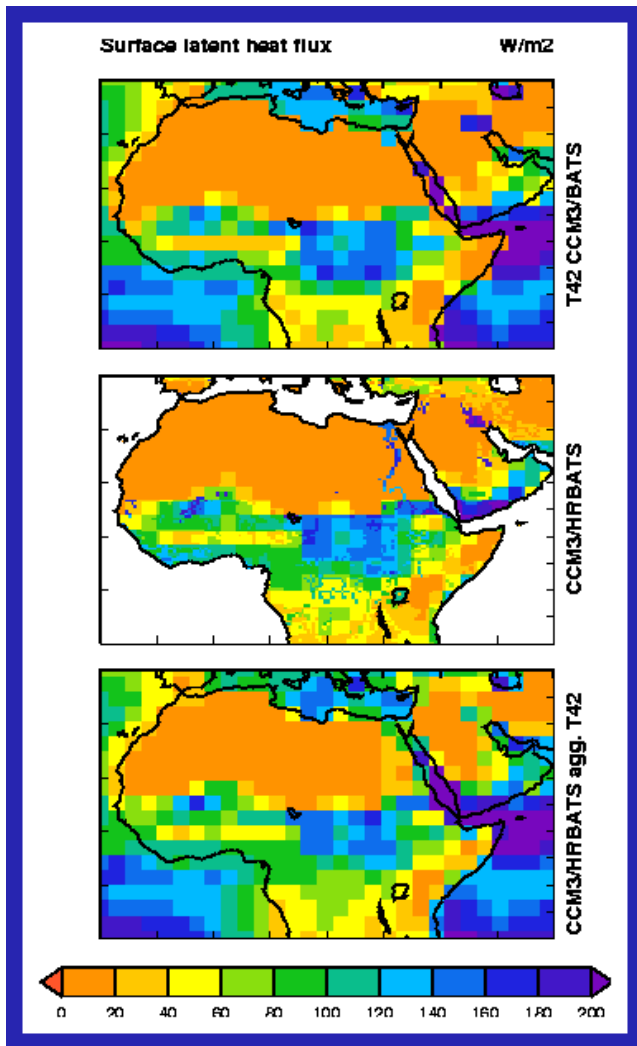 Surface latent heat flux W/m2
T42 CCM3/BATS
CCM3/HRBATS
CCM3/HRBATS agg. T42
0 20 40 60 80 100 120 140 160 180 200